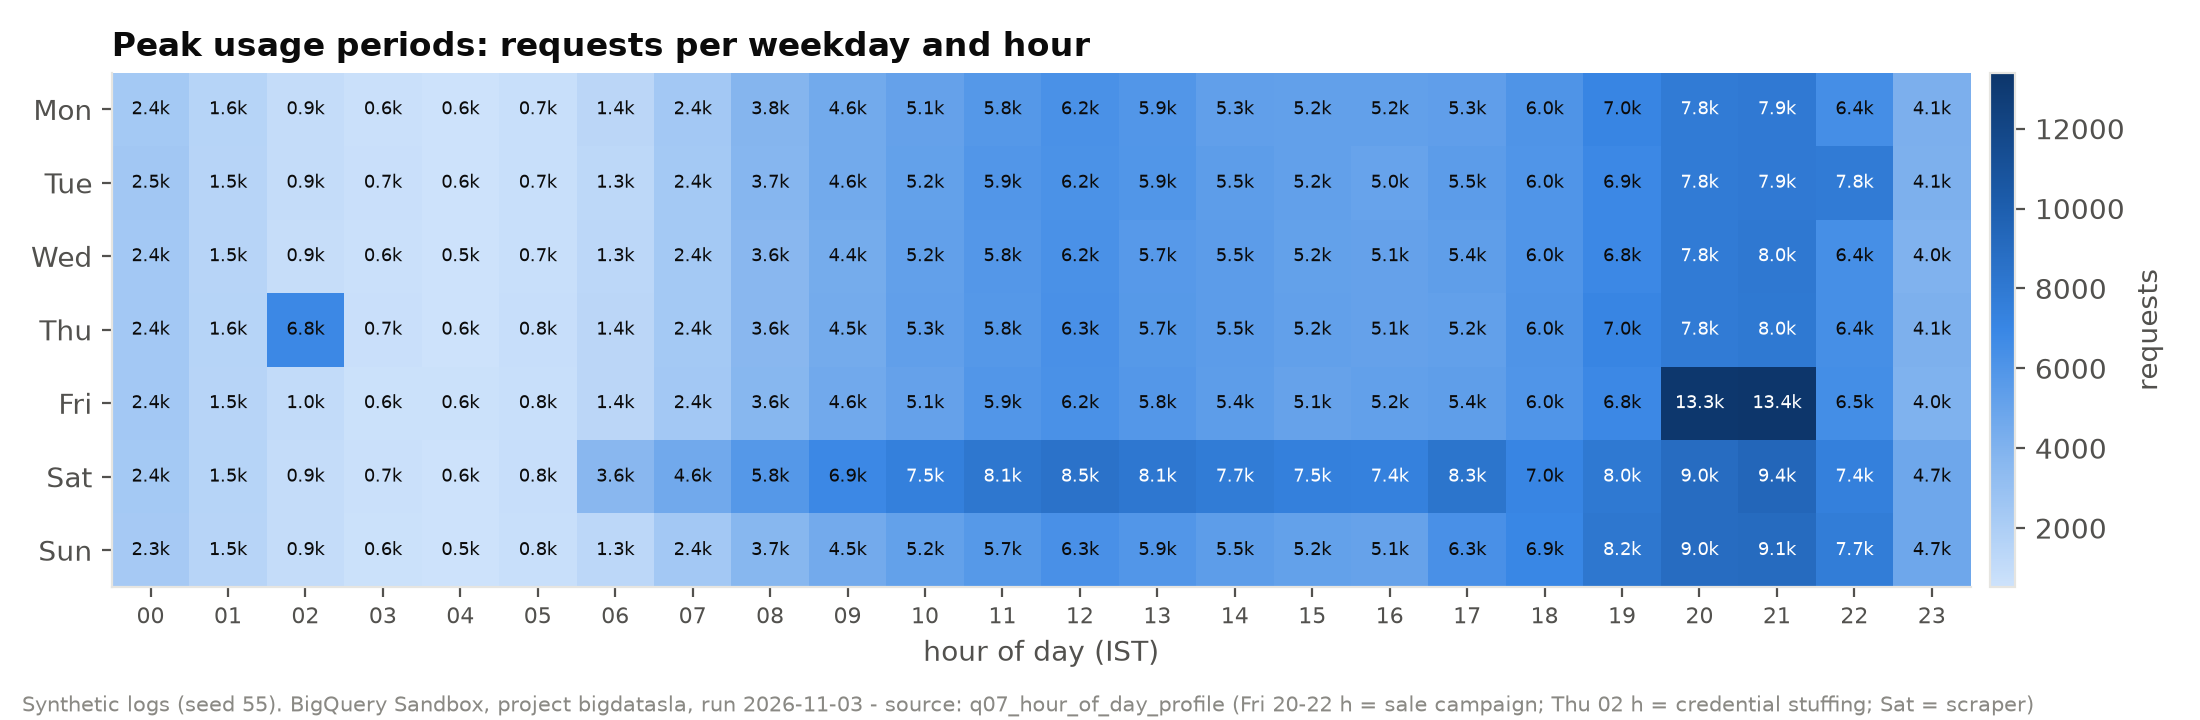 Peak usage periods: requests per weekday and hour
Mon 2.4k 1.6k 0.9k 0.6k 0.6k 0.7k 1.4k 2.4k 3.8k 4.6k 5.1k 5.8k 6.2k 5.9k 5.3k 5.2k 5.2k 5.3k 6.0k 7.0k 7.8k 7.9k 6.4k 4.1k
Tue 2.5k 1.5k 0.9k 0.7k 0.6k 0.7k 1.3k 2.4k 3.7k 4.6k 5.2k 5.9k 6.2k 5.9k 5.5k 5.2k 5.0k 5.5k 6.0k 6.9k 7.8k 7.9k 7.8k 4.1k
Wed 2.4k 1.5k 0.9k 0.6k 0.5k 0.7k 1.3k 2.4k 3.6k 4.4k 5.2k 5.8k 6.2k 5.7k 5.5k 5.2k 5.1k 5.4k 6.0k 6.8k 7.8k 8.0k 6.4k 4.0k
Thu 2.4k 1.6k 6.8k 0.7k 0.6k 0.8k 1.4k 2.4k 3.6k 4.5k 5.3k 5.8k 6.3k 5.7k 5.5k 5.2k 5.1k 5.2k 6.0k 7.0k 7.8k 8.0k 6.4k 4.1k
Fri 2.4k 1.5k 1.0k 0.6k 0.6k 0.8k 1.4k 2.4k 3.6k 4.6k 5.1k 5.9k 6.2k 5.8k 5.4k 5.1k 5.2k 5.4k 6.0k 6.8k 13.3k 13.4k 6.5k 4.0k
Sat 2.4k 1.5k 0.9k 0.7k 0.6k 0.8k 3.6k 4.6k 5.8k 6.9k 7.5k 8.1k 8.5k 8.1k 7.7k 7.5k 7.4k 8.3k 7.0k 8.0k 9.0k 9.4k 7.4k 4.7k
Sun 2.3k 1.5k 0.9k 0.6k 0.5k 0.8k 1.3k 2.4k 3.7k 4.5k 5.2k 5.7k 6.3k 5.9k 5.5k 5.2k 5.1k 6.3k 6.9k 8.2k 9.0k 9.1k 7.7k 4.7k
00 01 02 03 04 05 06 07 08 09 10 11 12 13 14 15 16 17 18 19 20 21 22 23
hour of day (IST)
12000
10000
8000
6000
4000
2000
requests
Synthetic logs (seed 55). BigQuery Sandbox, project bigdatasla, run 2026-11-03 - source: q07_hour_of_day_profile (Fri 20-22 h = sale campaign; Thu 02 h = credential stuffing; Sat = scraper)